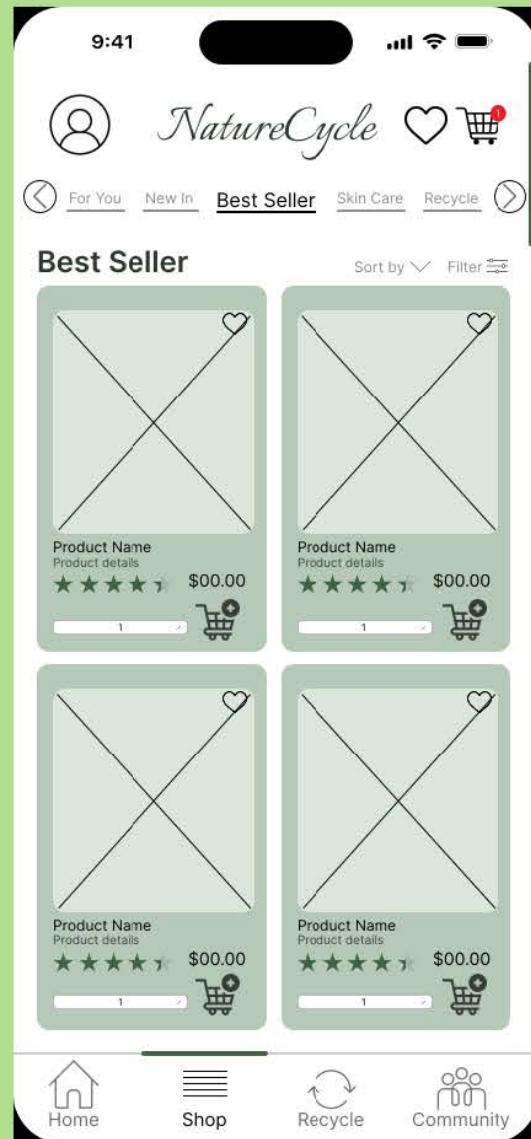 9:41
NatureCycle
1
For You New In Best Seller Skin Care Recycle
Best Seller
Sort by Filter
Product Name Product Name
Product details Product details
$00.00 $00.00
1 1
Product Name Product Name
Product details Product details
$00.00 $00.00
1 1
Home Shop Recycle Community